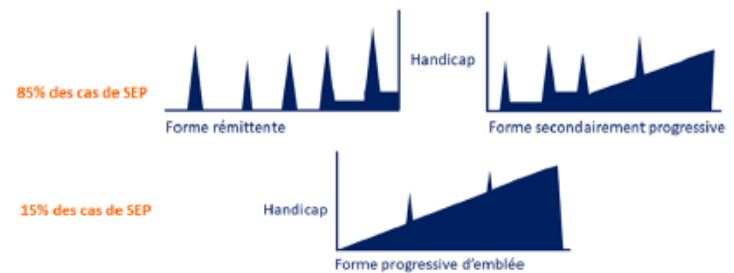 Handicap
85% des cas de SEP
Forme rémittente
Forme secondairement progressive
15% des cas de SEP
Handicap
Forme progressive d'emblée